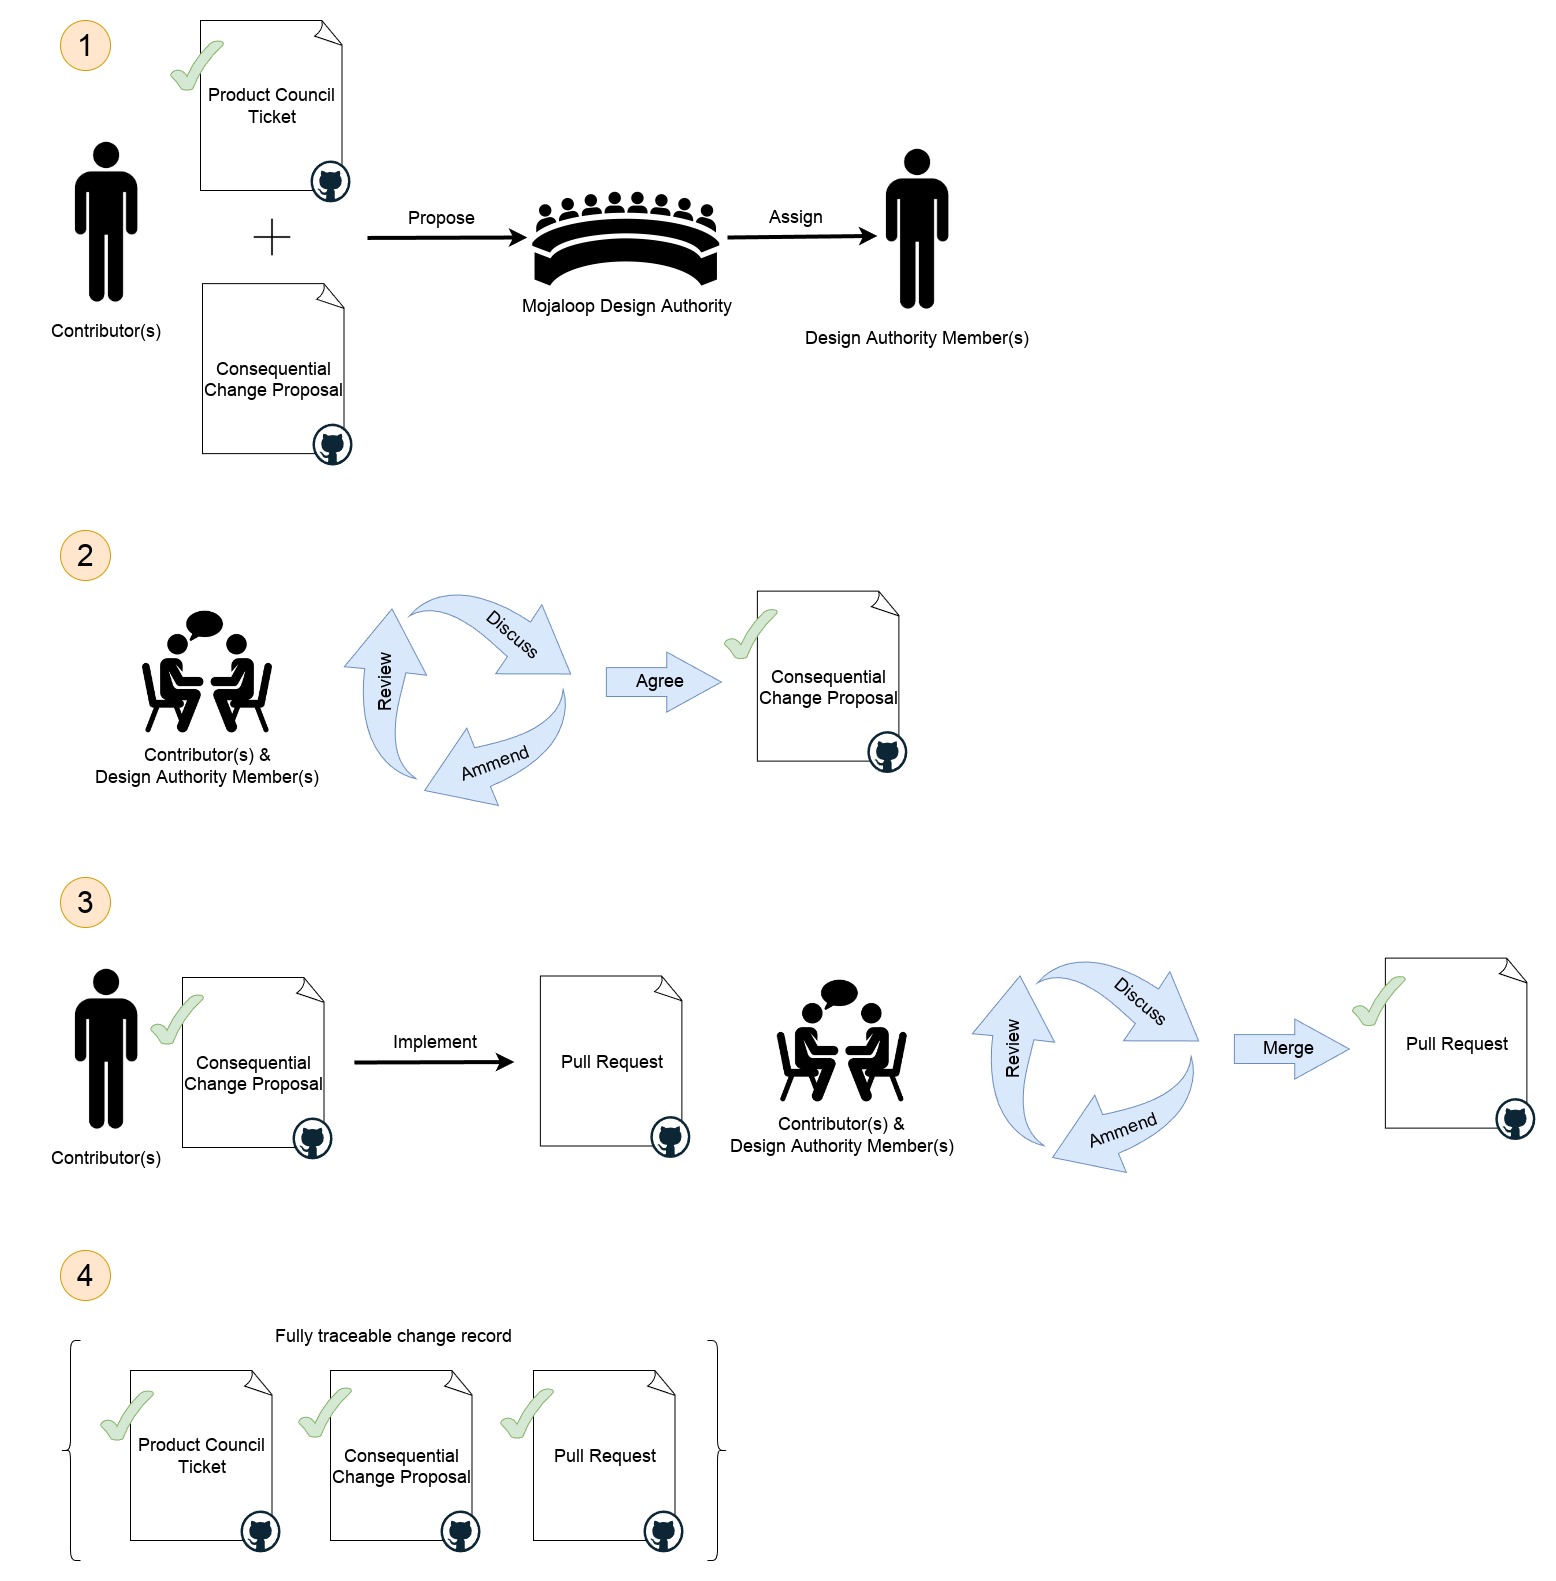 1
Product Council
Ticket
Propose
Assign
Mojaloop Design Authority
Contributor(s)
Design Authority Member(s)
Consequential
Change Proposal
2
Discuss
Review
Ammend
Agree
Consequential
Change Proposal
Contributor(s) &
Design Authority Member(s)
3
Contributor(s)
Consequential
Change Proposal
Implement
Pull Request
Contributor(s) &
Design Authority Member(s)
Discuss
Review
Ammend
Merge
Pull Request
4
Fully traceable change record
Product Council
Ticket
Consequential
Change Proposal
Pull Request